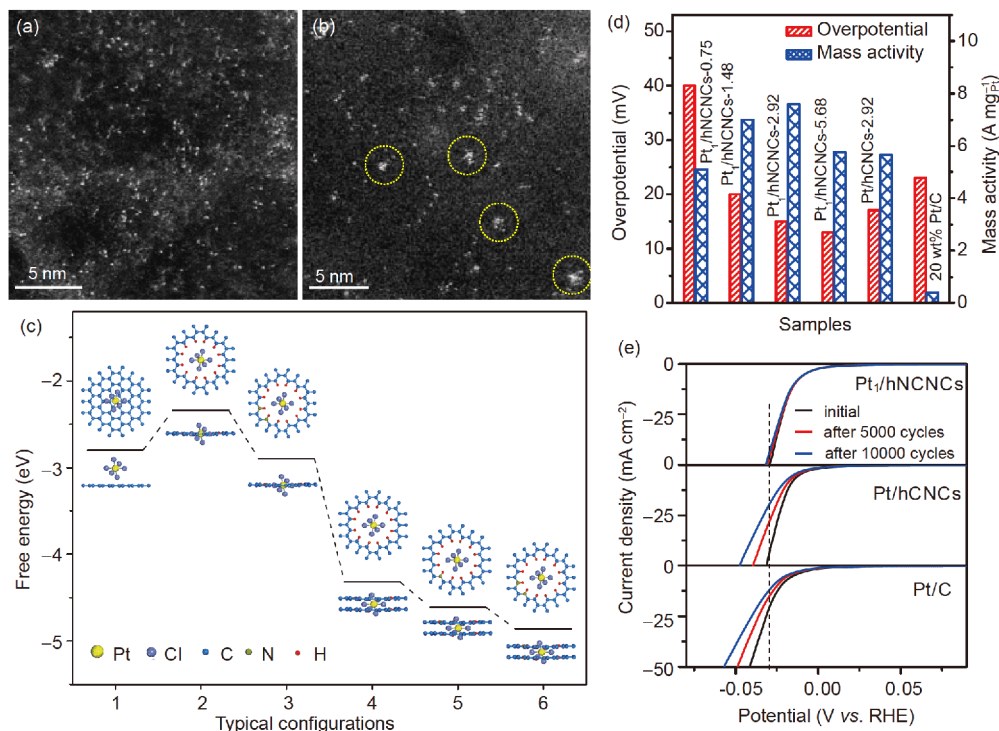 (a)
5 nm
(b)
5 nm
(c)
Free energy (eV)
−2
−3
−4
−5
Pt Cl C N H
1 2 3 4 5 6
Typical configurations
(d)
Overpotential
Mass activity
Overpotential (mV)
50
40
30
20
10
0
Mass activity (A mg⁻¹Pt)
10
8
6
4
2
0
Pt₁/hNCNCs-0.75
Pt₁/hNCNCs-1.48
Pt₁/hNCNCs-2.92
Pt₁/hNCNCs-5.68
Pt/hCNCs-2.92
20 wt% Pt/C
Samples
(e)
Current density (mA cm⁻²)
0
−25
0
−25
0
−25
−50
Pt₁/hNCNCs
initial
after 5000 cycles
after 10000 cycles
Pt/hCNCs
Pt/C
−0.05 0.00 0.05
Potential (V vs. RHE)